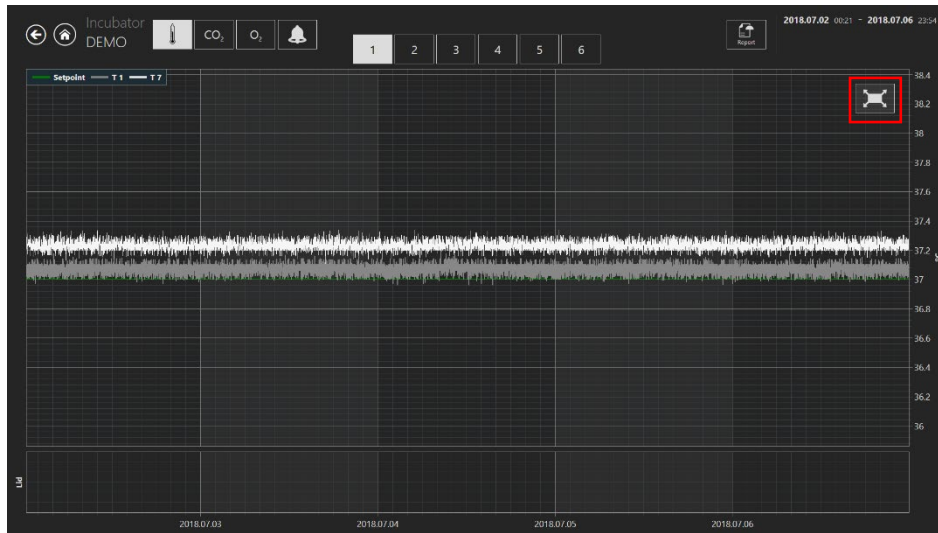 Incubator
DEMO
CO₂
O₂
1 2 3 4 5 6
Report
2018.07.02 00:21 - 2018.07.06 23:54
Setpoint T 1 T 7
38.4
38.2
38
37.8
37.6
37.4
37.2
°C
37
36.8
36.6
36.4
36.2
36
Lid
2018.07.03 2018.07.04 2018.07.05 2018.07.06